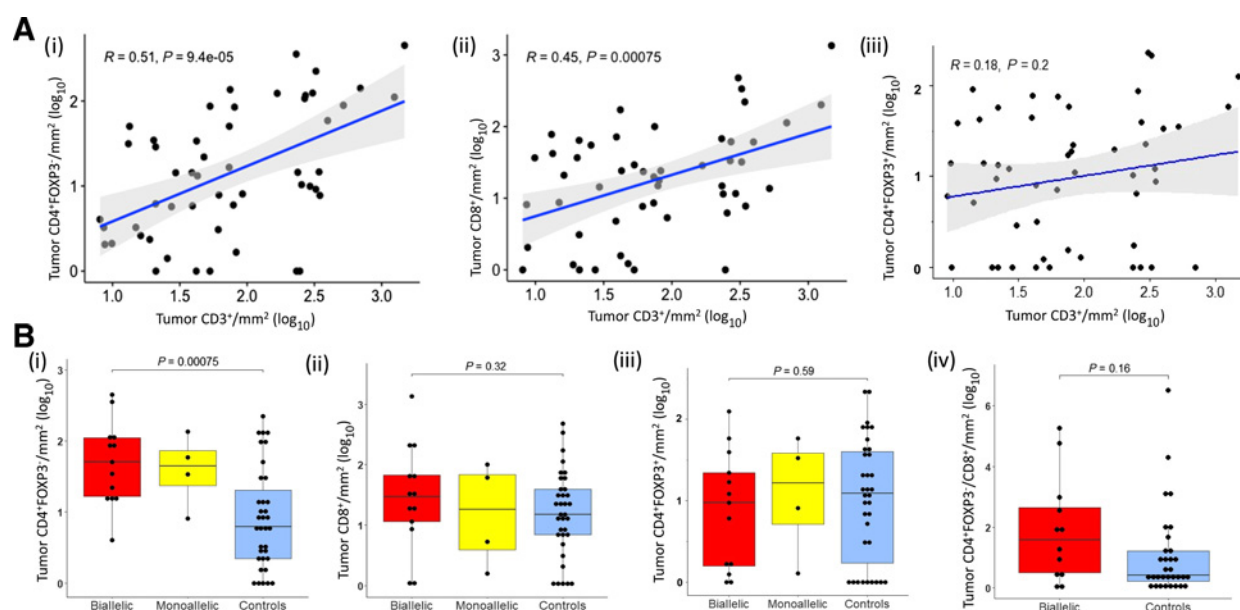 A
(i)
R = 0.51, P = 9.4e-05
Tumor CD4⁺FOXP3⁻/mm² (log₁₀)
2
1
0
1.0 1.5 2.0 2.5 3.0
Tumor CD3⁺/mm² (log₁₀)
(ii)
R = 0.45, P = 0.00075
Tumor CD8⁺/mm² (log₁₀)
3
2
1
0
1.0 1.5 2.0 2.5 3.0
Tumor CD3⁺/mm² (log₁₀)
(iii)
R = 0.18, P = 0.2
Tumor CD4⁺FOXP3⁺/mm² (log₁₀)
2
1
0
1.0 1.5 2.0 2.5 3.0
Tumor CD3⁺/mm² (log₁₀)
B
(i)
P = 0.00075
Tumor CD4⁺FOXP3⁻/mm² (log₁₀)
3
2
1
0
Biallelic Monoallelic Controls
(ii)
P = 0.32
Tumor CD8⁺/mm² (log₁₀)
3
2
1
0
Biallelic Monoallelic Controls
(iii)
P = 0.59
Tumor CD4⁺FOXP3⁺/mm² (log₁₀)
2
1
0
Biallelic Monoallelic Controls
(iv)
P = 0.16
Tumor CD4⁺FOXP3⁻/CD8⁺/mm² (log₁₀)
6
4
2
0
Biallelic Controls